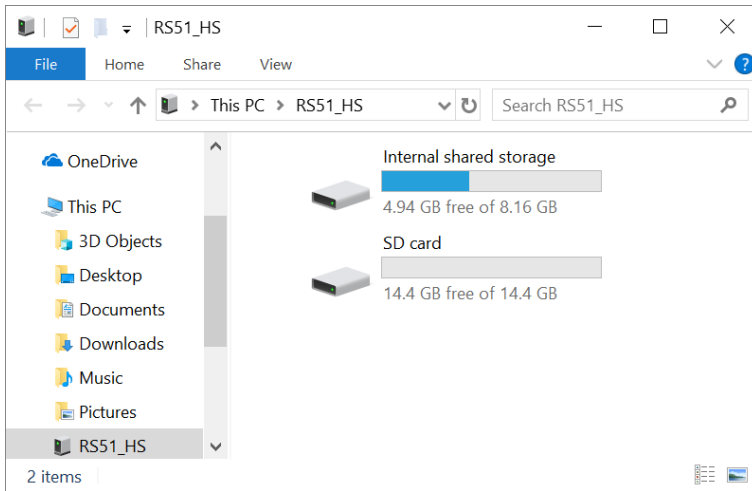 RS51_HS
File Home Share View
This PC RS51_HS Search RS51_HS
OneDrive
This PC
3D Objects
Desktop
Documents
Downloads
Music
Pictures
RS51_HS
Internal shared storage
4.94 GB free of 8.16 GB
SD card
14.4 GB free of 14.4 GB
2 items